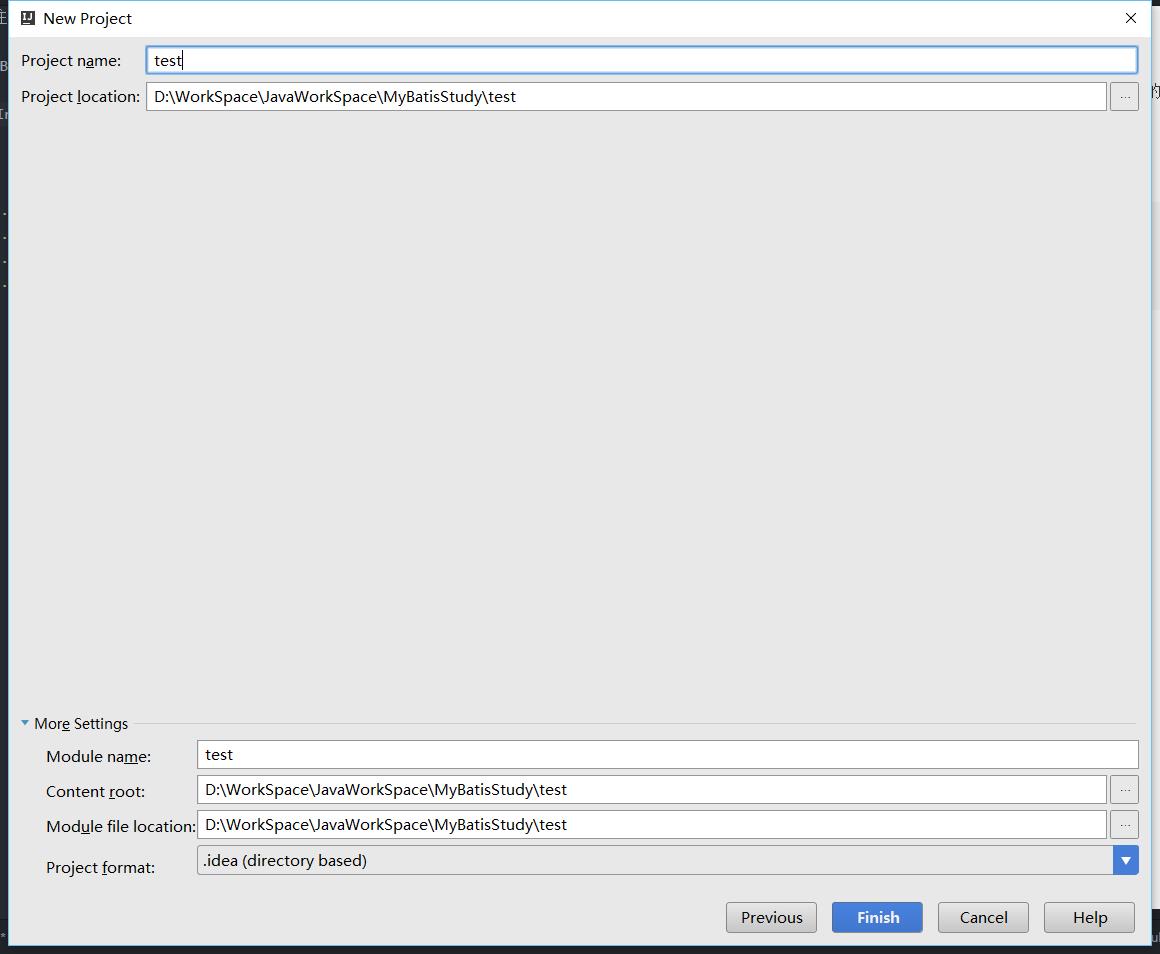 New Project
Project name: test
Project location: D:\WorkSpace\JavaWorkSpace\MyBatisStudy\test ...
的
More Settings
Module name: test
Content root: D:\WorkSpace\JavaWorkSpace\MyBatisStudy\test ...
Module file location: D:\WorkSpace\JavaWorkSpace\MyBatisStudy\test ...
Project format: .idea (directory based)
Previous Finish Cancel Help